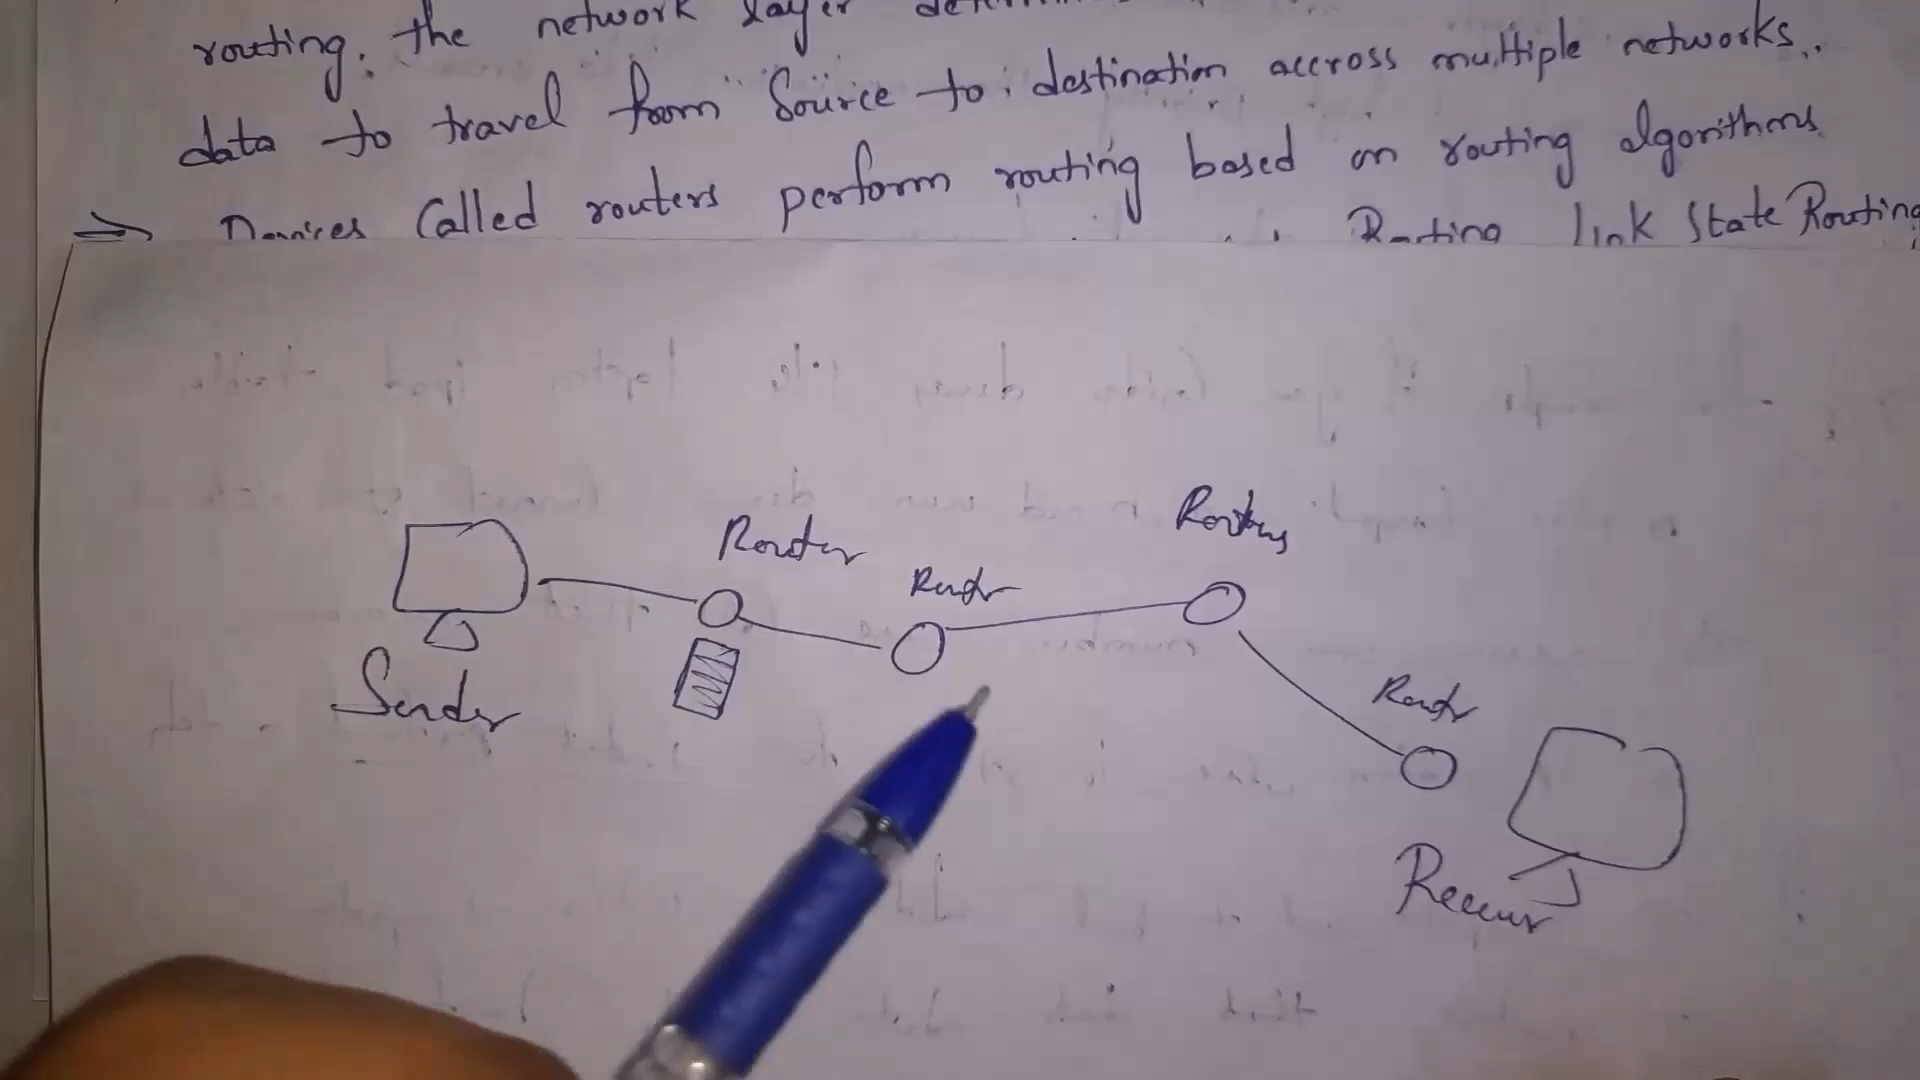 routing. the network layer
data to travel from Source to destination accross multiple networks.
=> Devices Called routers perform routing based on routing algorithms
Routing link State Routing
Router
Routers
Router
Sender
Router
Receiver